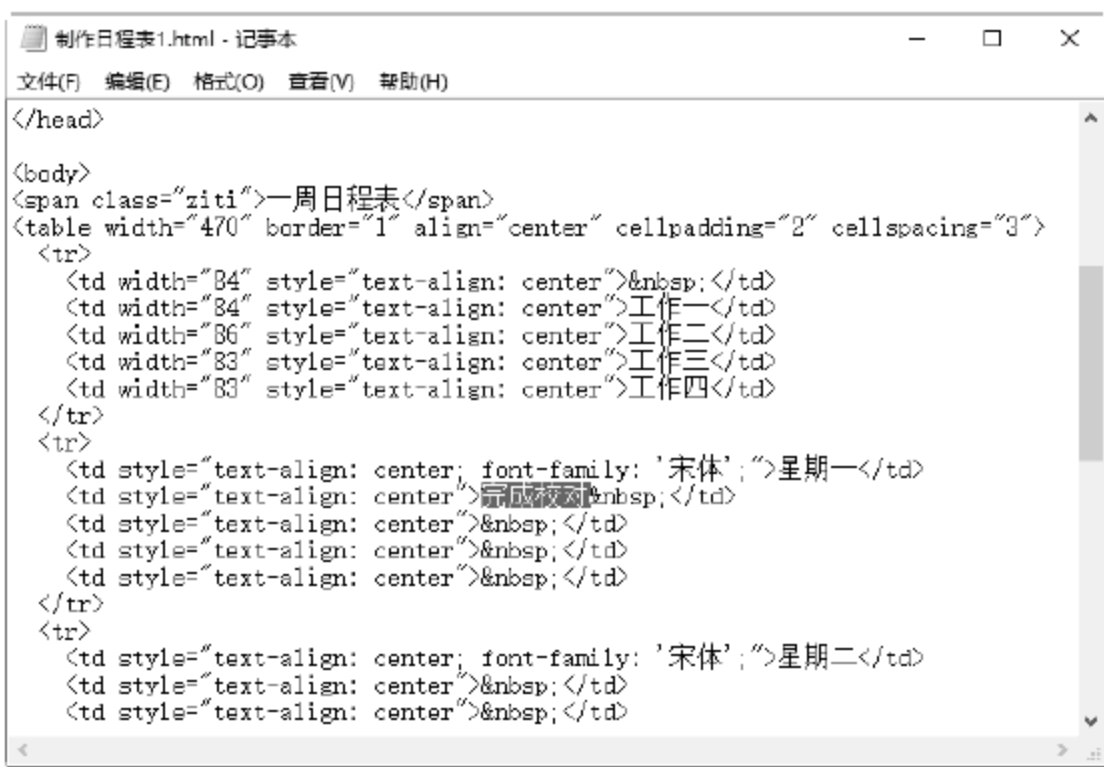 制作日程表1.html - 记事本
文件(F) 编辑(E) 格式(O) 查看(V) 帮助(H)
</head>
<body>
<span class="ziti">一周日程表</span>
<table width="470" border="1" align="center" cellpadding="2" cellspacing="3">
<tr>
<td width="84" style="text-align: center">&nbsp;</td>
<td width="84" style="text-align: center">工作一</td>
<td width="86" style="text-align: center">工作二</td>
<td width="83" style="text-align: center">工作三</td>
<td width="83" style="text-align: center">工作四</td>
</tr>
<tr>
<td style="text-align: center; font-family: '宋体';">星期一</td>
<td style="text-align: center">完成校对&nbsp;</td>
<td style="text-align: center">&nbsp;</td>
<td style="text-align: center">&nbsp;</td>
<td style="text-align: center">&nbsp;</td>
</tr>
<tr>
<td style="text-align: center; font-family: '宋体';">星期二</td>
<td style="text-align: center">&nbsp;</td>
<td style="text-align: center">&nbsp;</td>